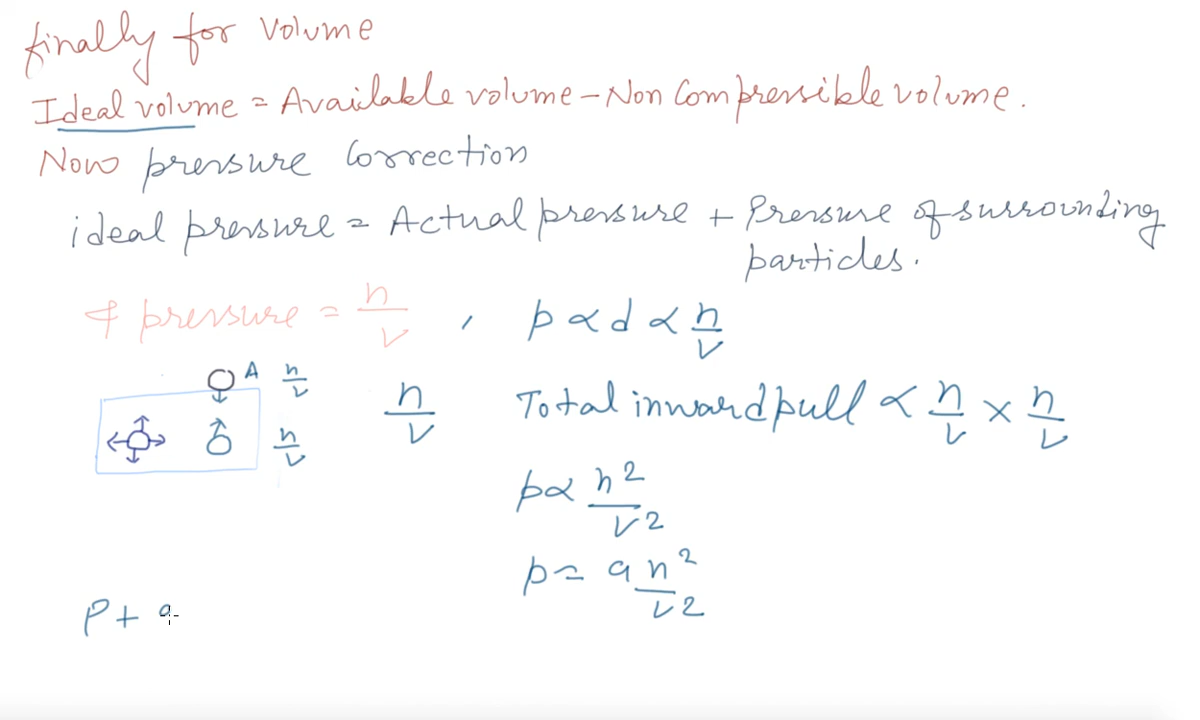 finally for Volume
Ideal volume = Available volume - Non Compressible volume.
Now pressure Correction
ideal pressure = Actual pressure + Pressure of surrounding
particles.
& pressure = n/V , p ∝ d ∝ n/V
A n/V
n/V Total inward pull ∝ n/V × n/V
n/V
p ∝ n²/V²
p = a n²/V²
P + a